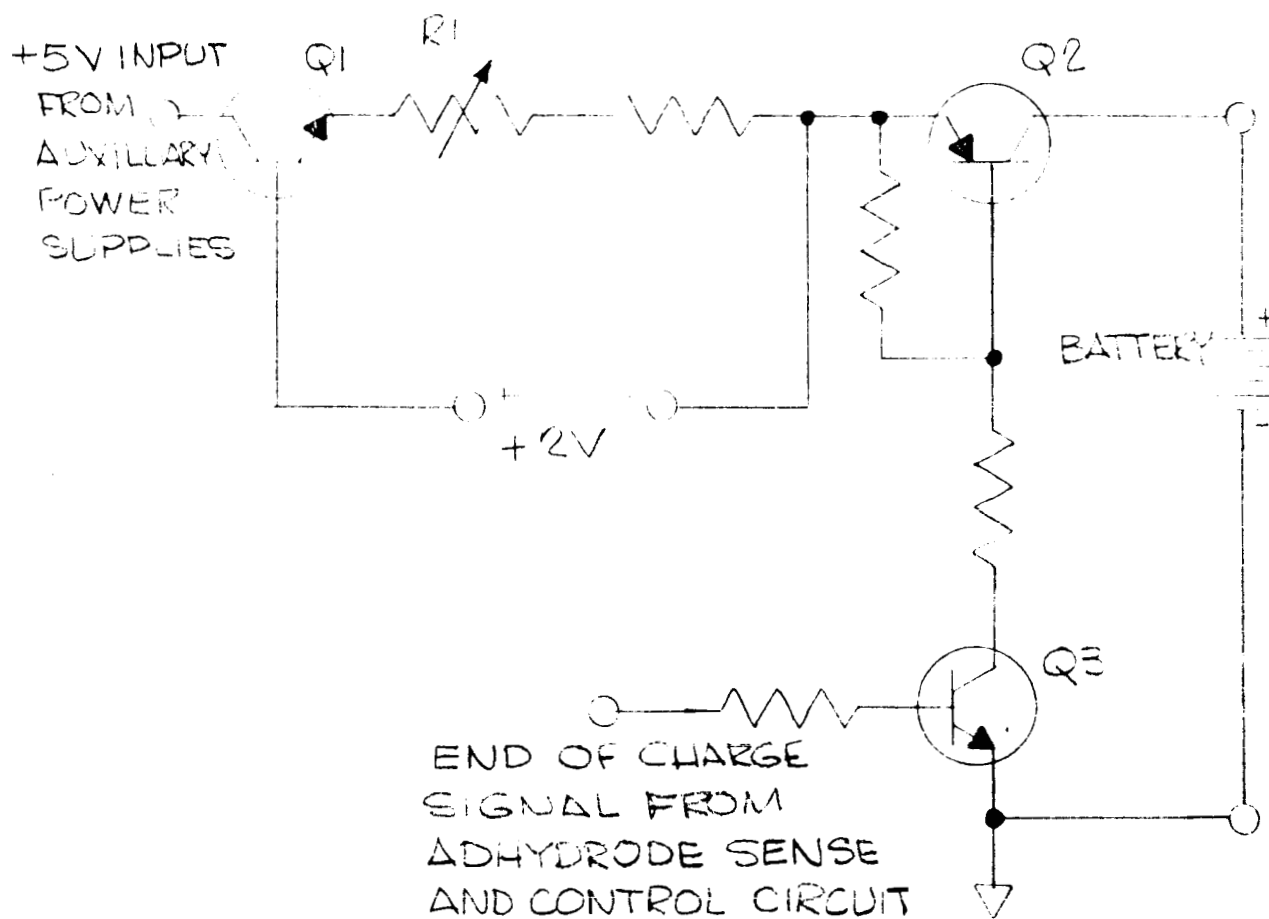 +5V INPUT
FROM
AUXILLARY
POWER
SUPPLIES
Q1
R1
Q2
+
BATTERY
-
+
+2V
Q3
END OF CHARGE
SIGNAL FROM
ADHYDRODE SENSE
AND CONTROL CIRCUIT